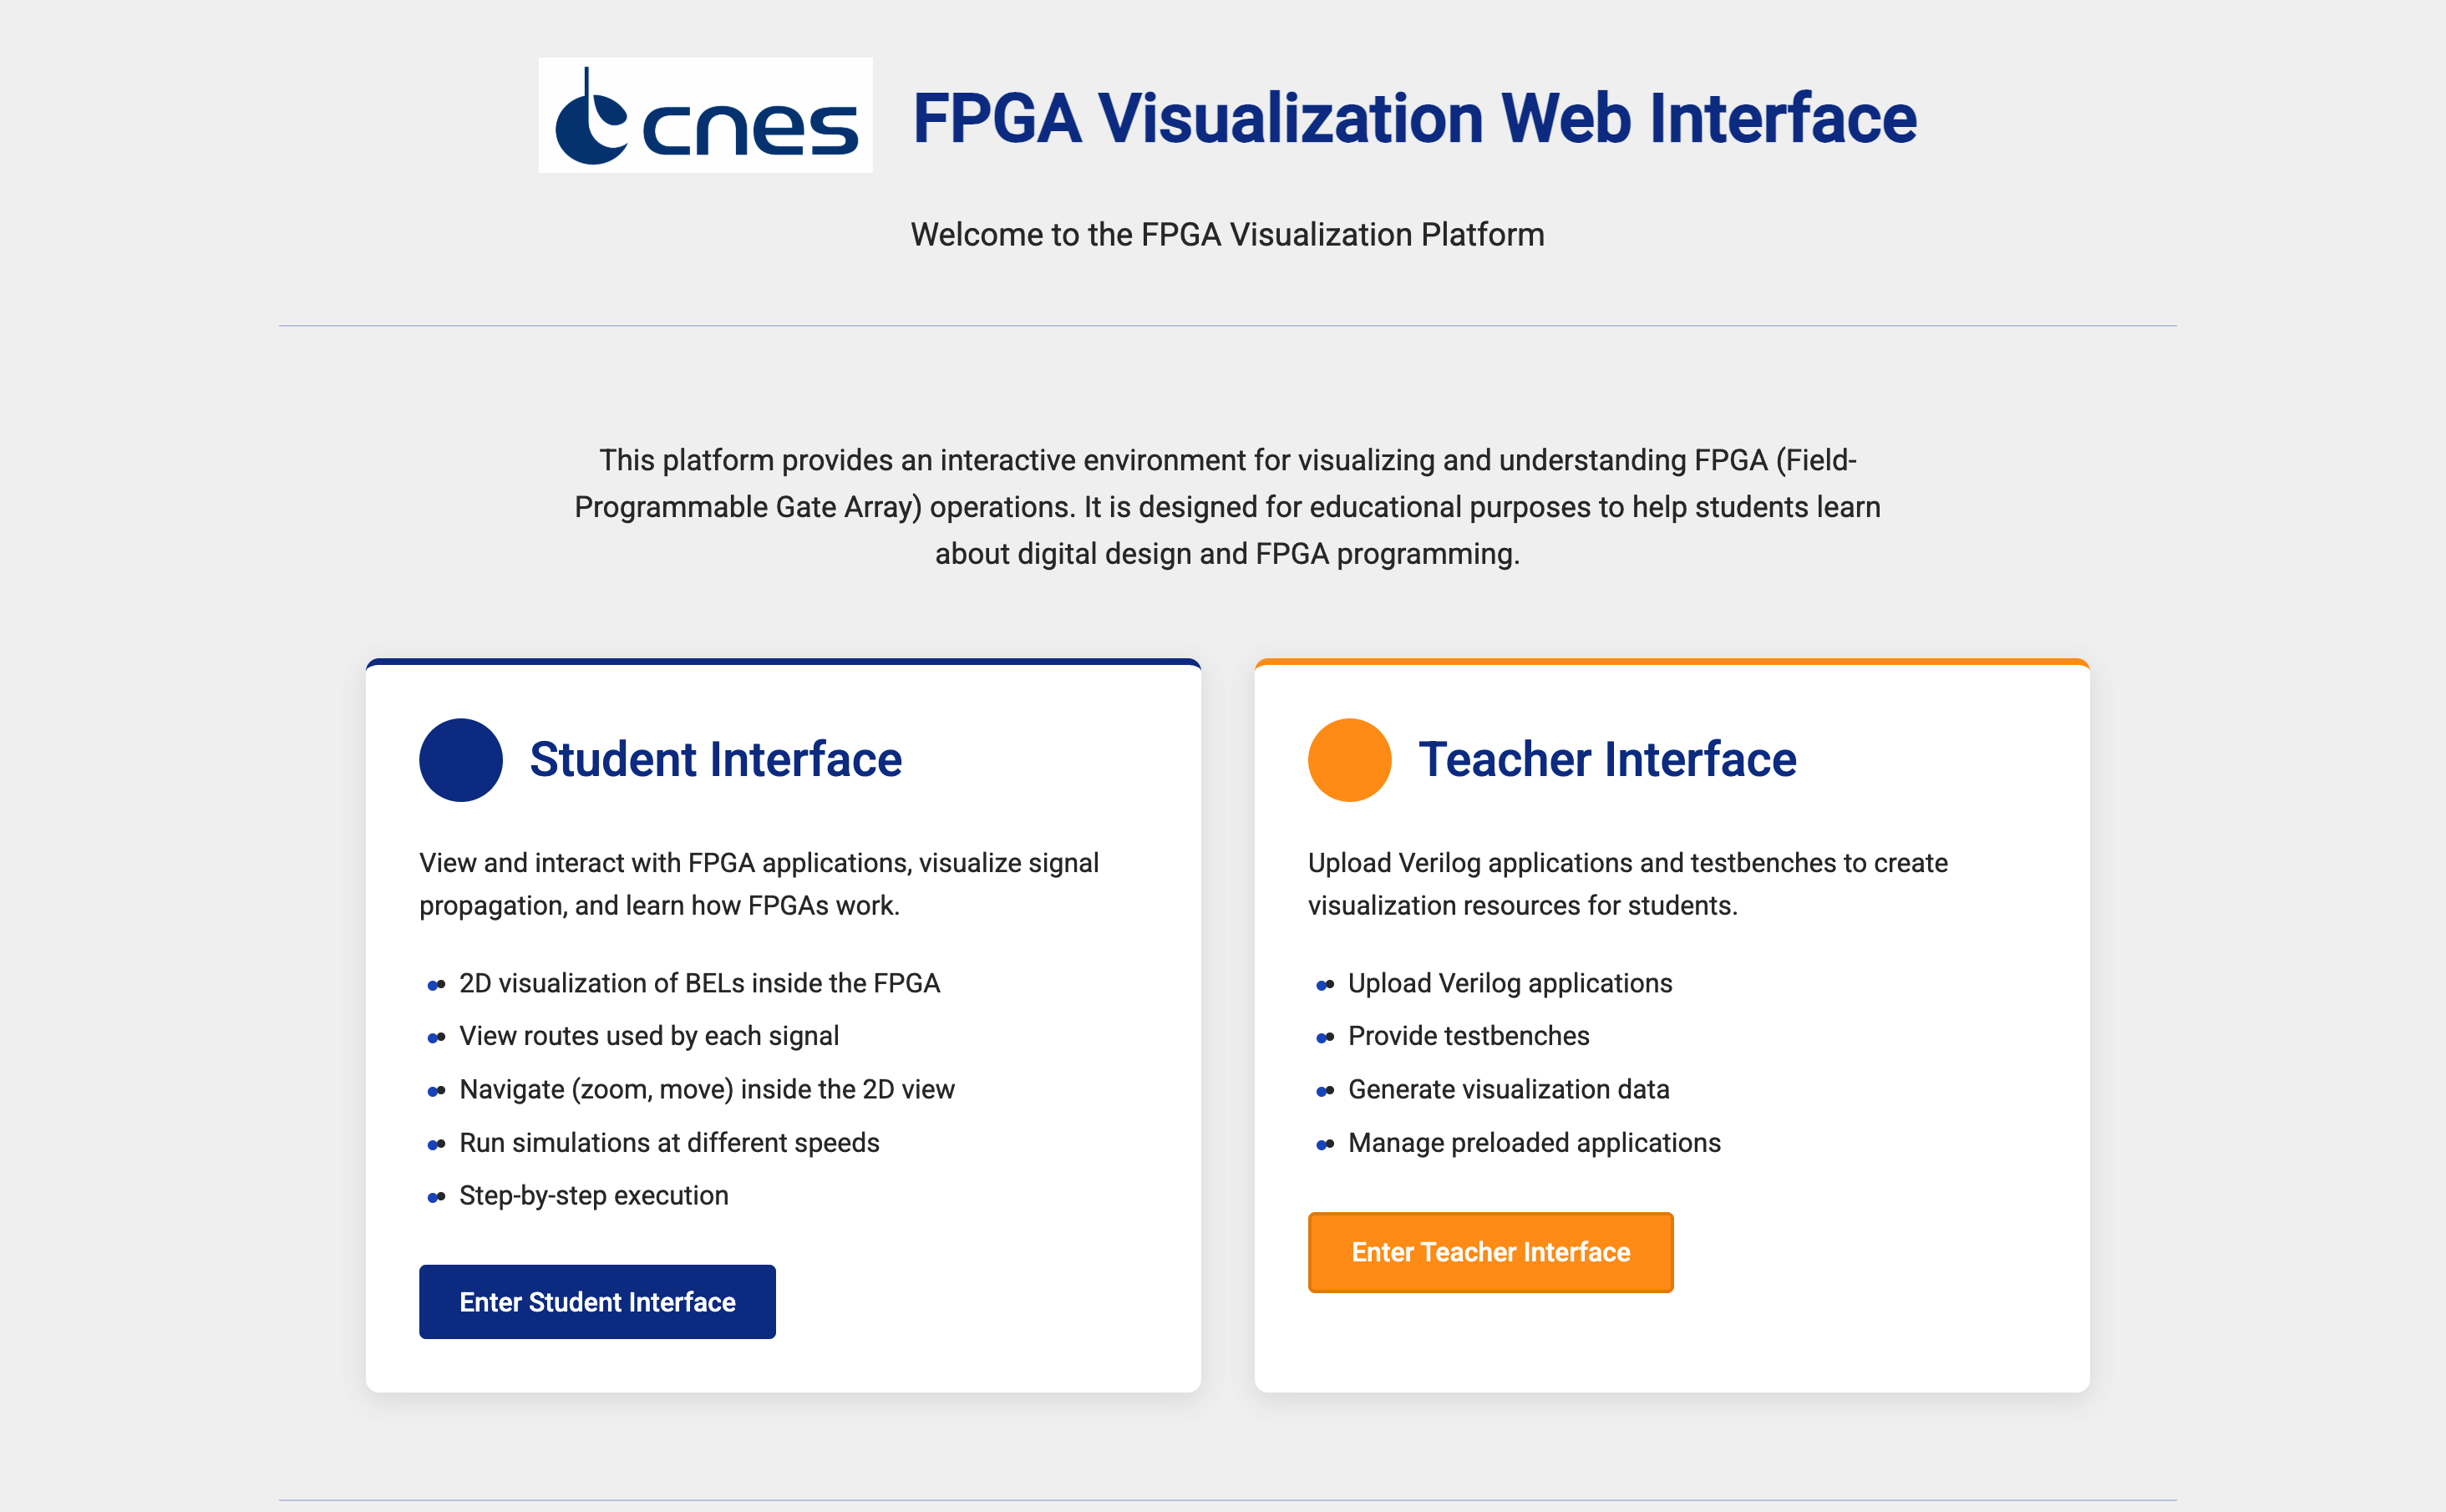 cnes
FPGA Visualization Web Interface
Welcome to the FPGA Visualization Platform
This platform provides an interactive environment for visualizing and understanding FPGA (Field-
Programmable Gate Array) operations. It is designed for educational purposes to help students learn
about digital design and FPGA programming.
Student Interface
View and interact with FPGA applications, visualize signal
propagation, and learn how FPGAs work.
2D visualization of BELs inside the FPGA
View routes used by each signal
Navigate (zoom, move) inside the 2D view
Run simulations at different speeds
Step-by-step execution
Enter Student Interface
Teacher Interface
Upload Verilog applications and testbenches to create
visualization resources for students.
Upload Verilog applications
Provide testbenches
Generate visualization data
Manage preloaded applications
Enter Teacher Interface